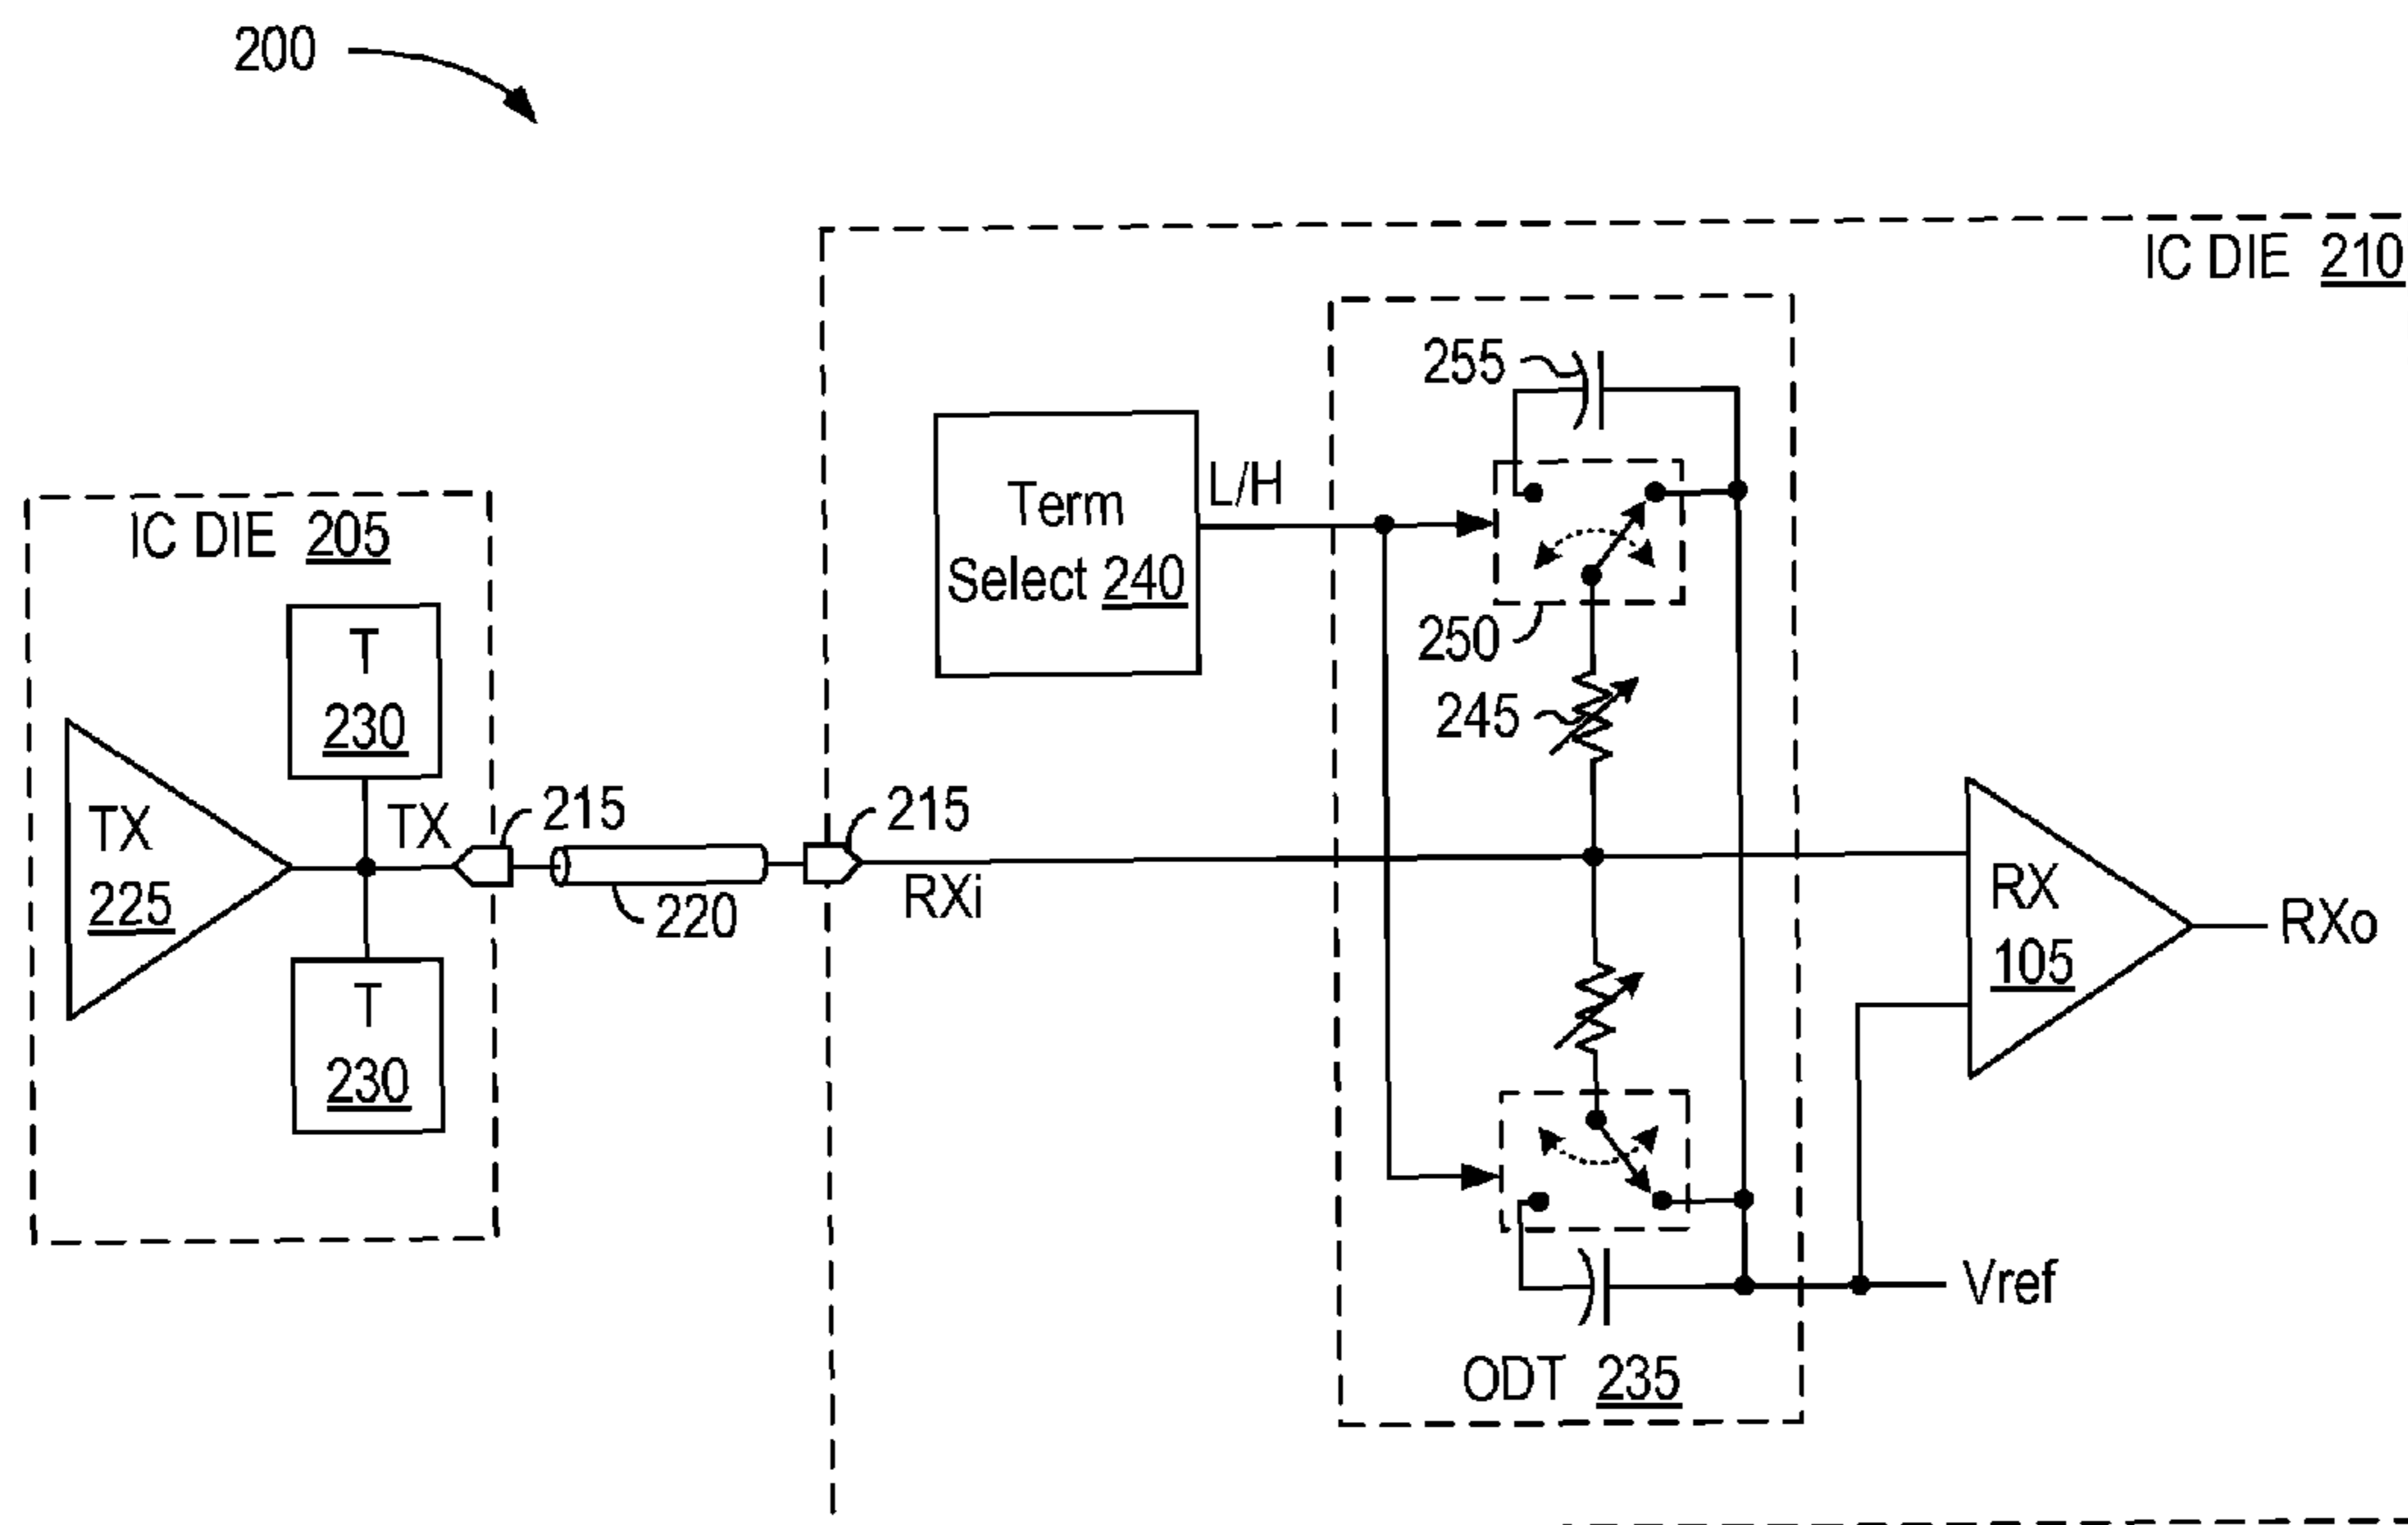 200
IC DIE 210
255
Term
Select 240
L/H
250
245
IC DIE 205
T
230
TX
225
TX
215
220
215
RXi
T
230
RX
105
RXo
Vref
ODT 235